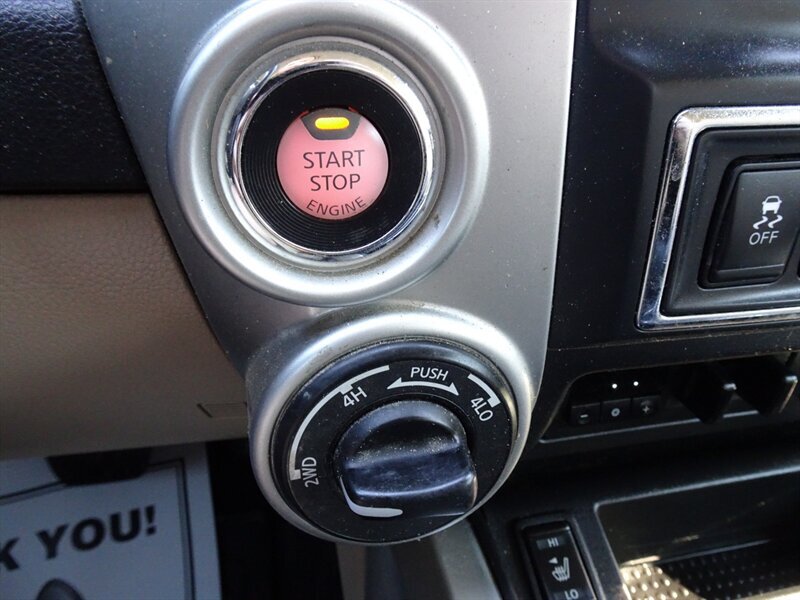 START
STOP
ENGINE
OFF
PUSH
4H
4LO
2WD
K YOU!
HI